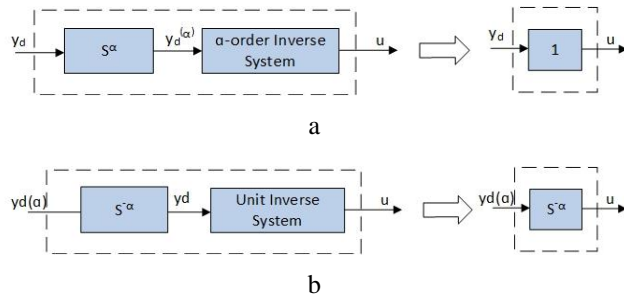 y_d
S^α
y_d^(α)
α-order Inverse System
u
y_d
1
u
a
yd(α)
S^-α
yd
Unit Inverse System
u
yd(α)
S^-α
u
b